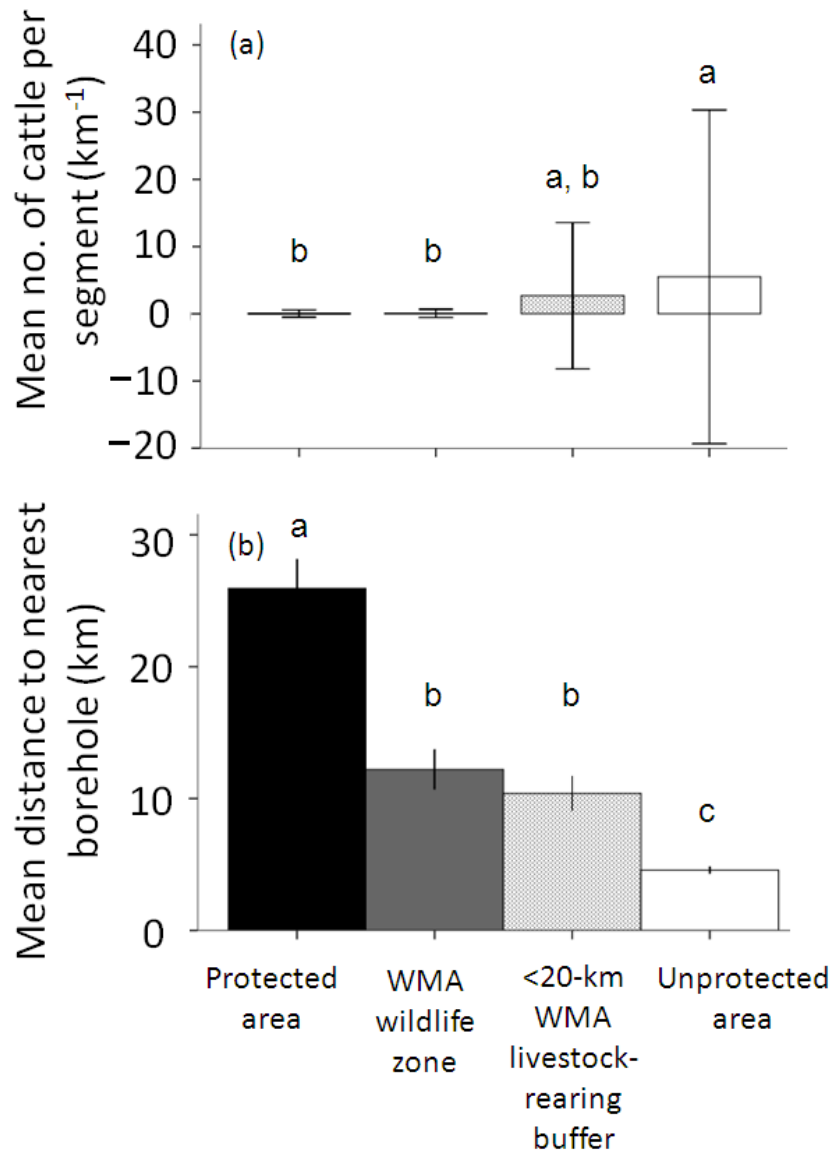 Mean no. of cattle per
segment (km⁻¹)
(a)
40
30
20
10
0
−10
−20
b
b
a, b
a
Mean distance to nearest
borehole (km)
(b)
30
20
10
0
a
b
b
c
Protected
area
WMA
wildlife
zone
<20-km
WMA
livestock-
rearing
buffer
Unprotected
area